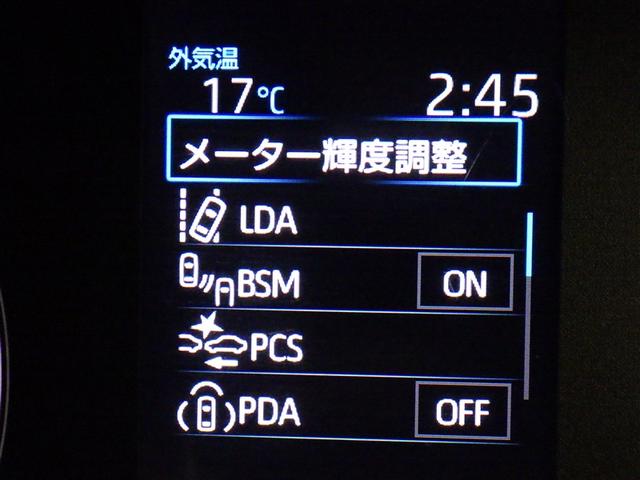 外気温
17℃ 2:45
メーター輝度調整
LDA
BSM ON
PCS
PDA OFF